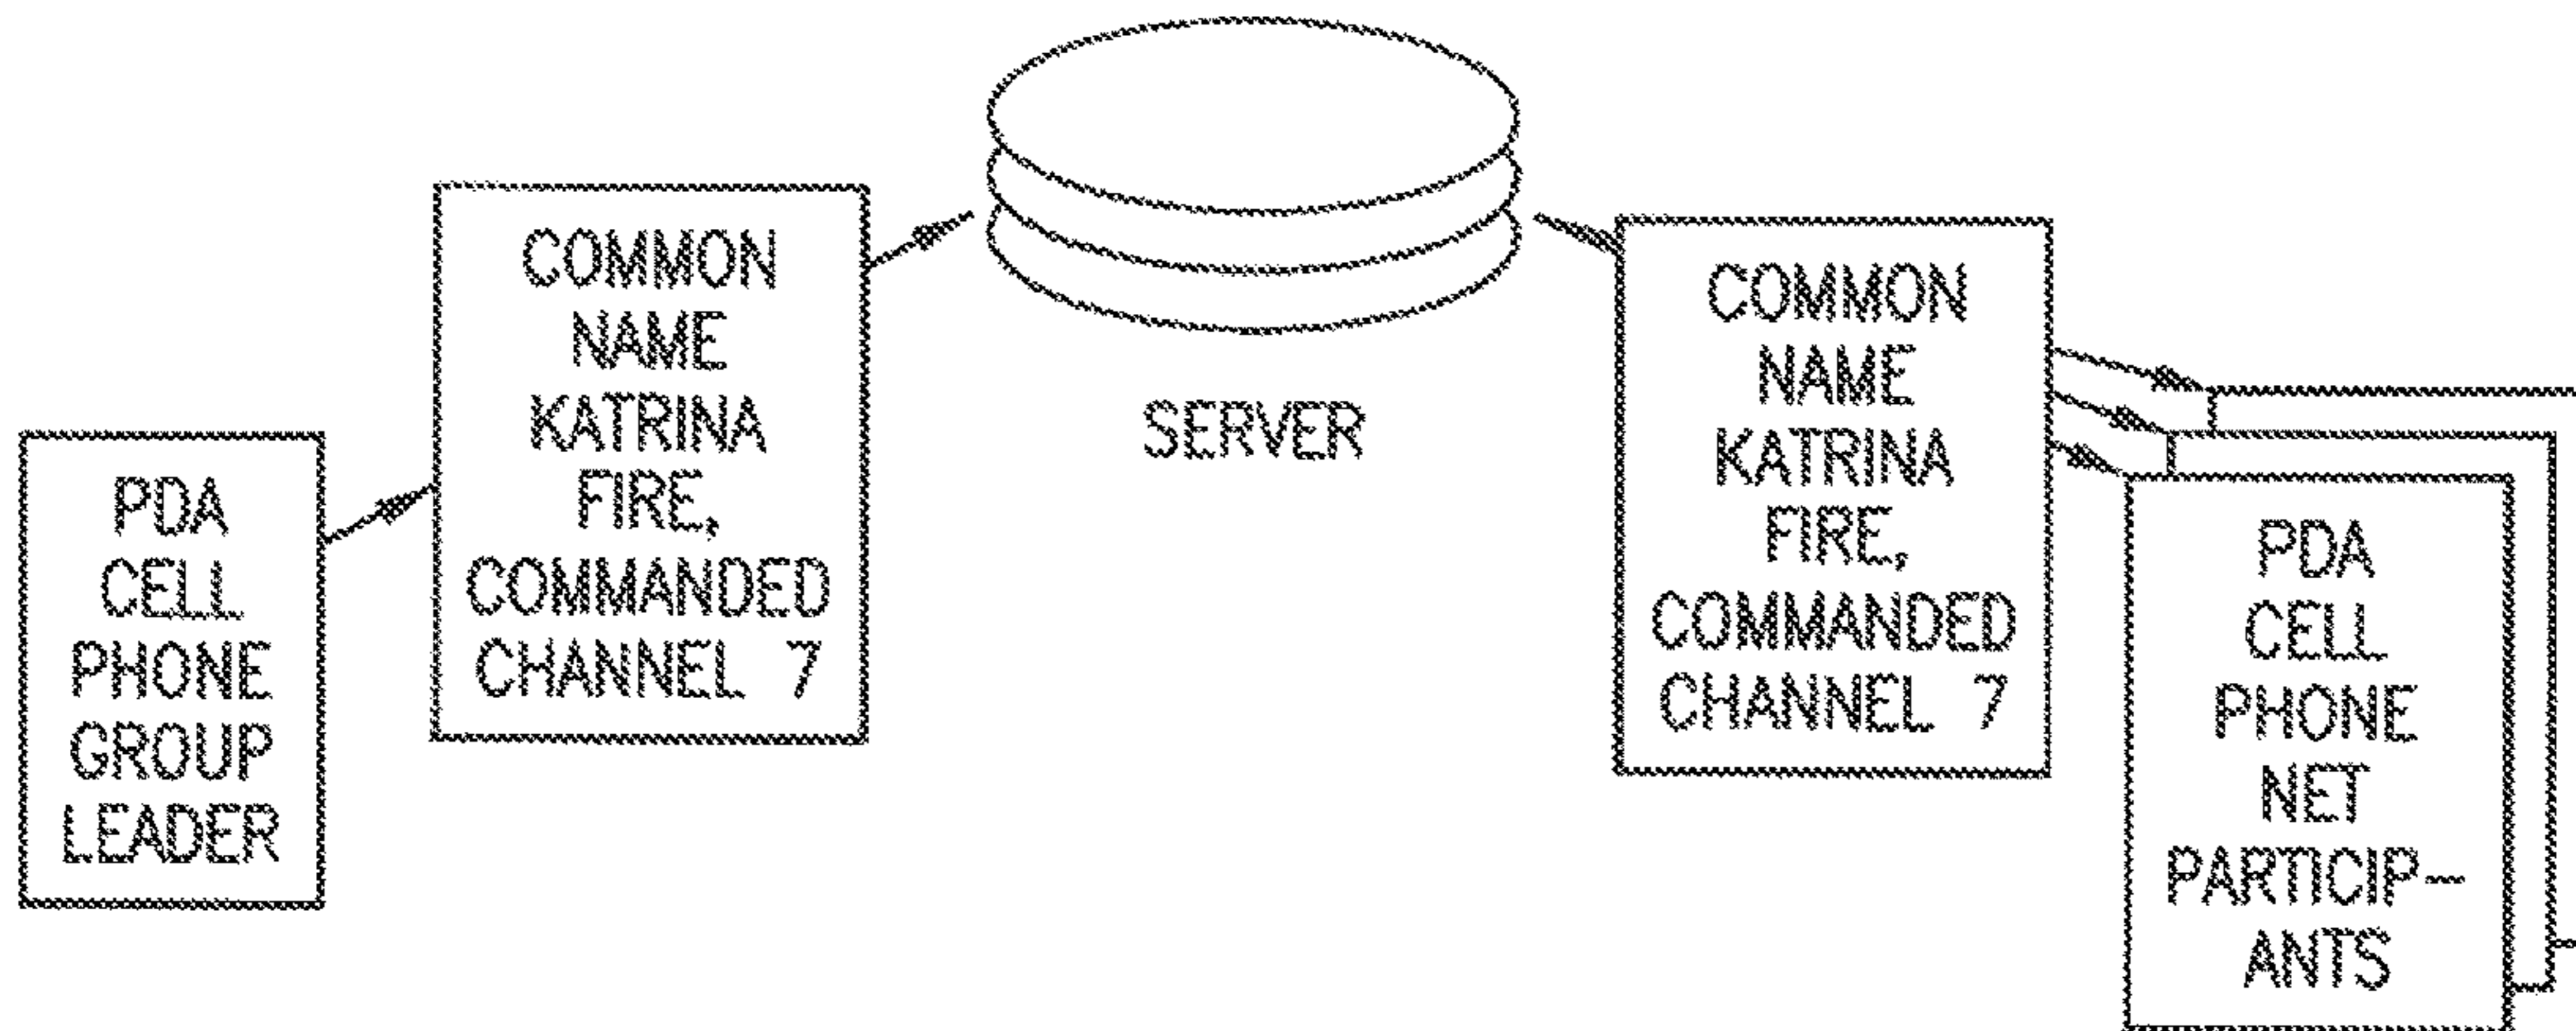 PDA
CELL
PHONE
GROUP
LEADER
COMMON
NAME
KATRINA
FIRE,
COMMANDED
CHANNEL 7
SERVER
COMMON
NAME
KATRINA
FIRE,
COMMANDED
CHANNEL 7
PDA
CELL
PHONE
NET
PARTICIP-
ANTS